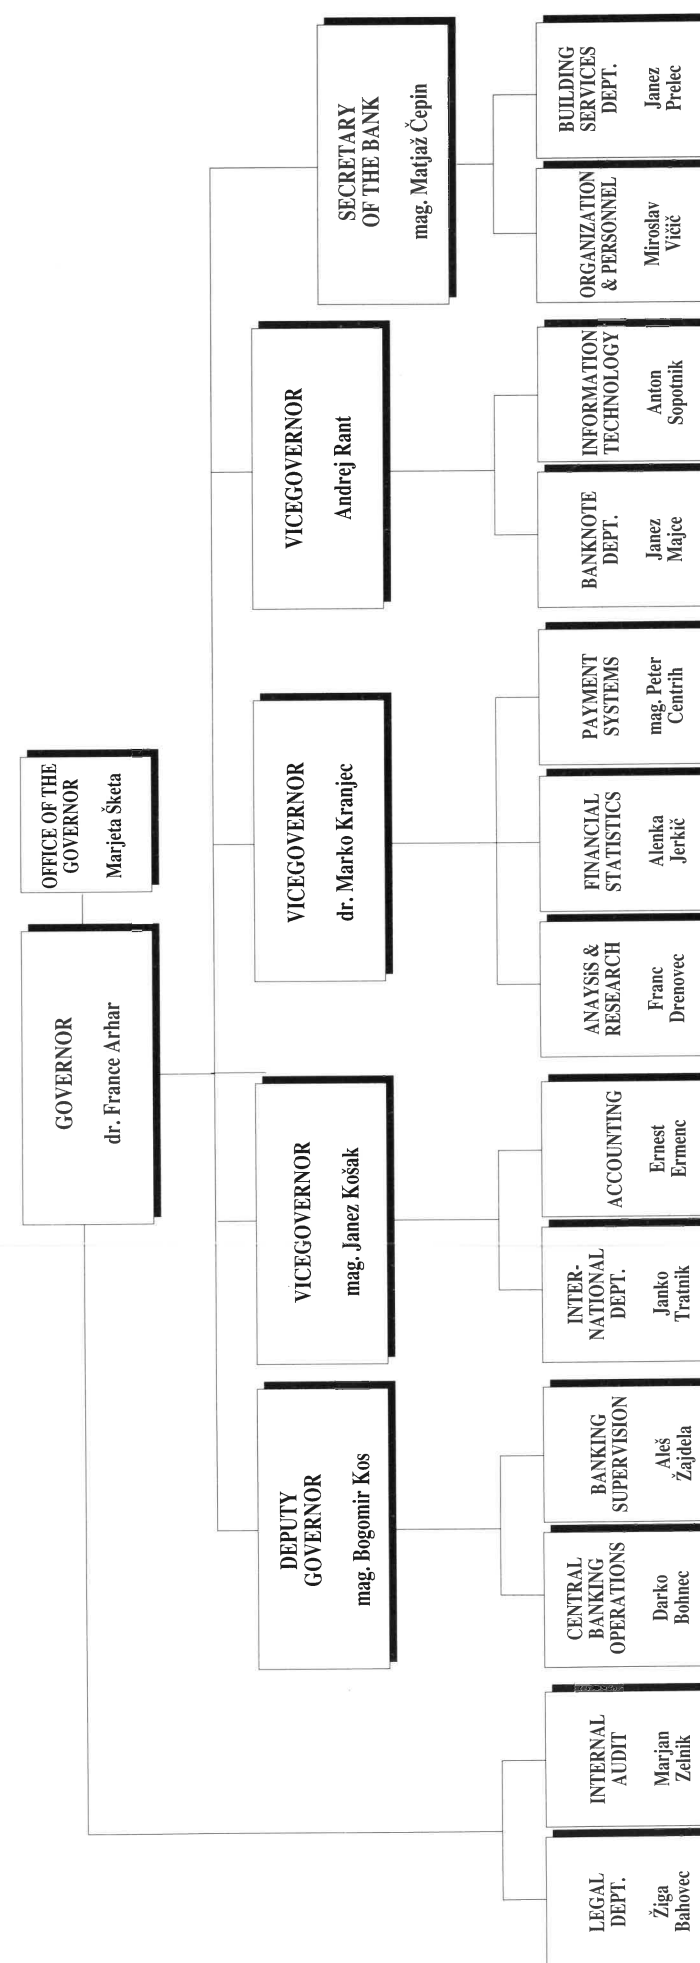 OFFICE OF THE
GOVERNOR
Marjeta Šketa
GOVERNOR
dr. France Arhar
DEPUTY
GOVERNOR
mag. Bogomir Kos
VICEGOVERNOR
mag. Janez Košak
VICEGOVERNOR
dr. Marko Kranjec
VICEGOVERNOR
Andrej Rant
SECRETARY
OF THE BANK
mag. Matjaž Čepin
LEGAL
DEPT.
Žiga
Bahovec
INTERNAL
AUDIT
Marjan
Zelnik
CENTRAL
BANKING
OPERATIONS
Darko
Bohnec
BANKING
SUPERVISION
Aleš
Žajdela
INTER-
NATIONAL
DEPT.
Janko
Tratnik
ACCOUNTING
Ernest
Ermenc
ANAYSiS &
RESEARCH
Franc
Drenovec
FINANCIAL
STATISTICS
Alenka
Jerkič
PAYMENT
SYSTEMS
mag. Peter
Centrih
BANKNOTE
DEPT.
Janez
Majce
INFORMATION
TECHNOLOGY
Anton
Sopotnik
ORGANIZATION
& PERSONNEL
Miroslav
Vičič
BUILDING
SERVICES
DEPT.
Janez
Prelec